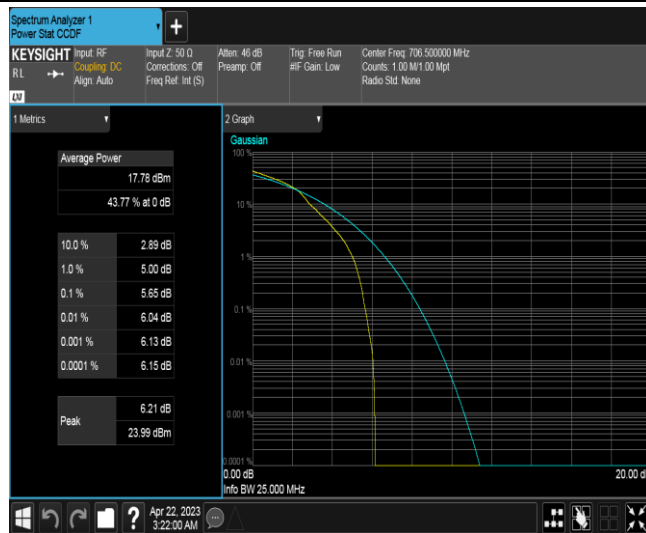 Spectrum Analyzer 1
Power Stat CCDF
+
KEYSIGHT
RL
Input: RF
Coupling: DC
Align: Auto
Input Z: 50 Ω
Corrections: Off
Freq Ref: Int (S)
Atten: 46 dB
Preamp: Off
Trig: Free Run
#IF Gain: Low
Center Freq: 706.500000 MHz
Counts: 1.00 M/1.00 Mpt
Radio Std: None
1 Metrics
Average Power
17.78 dBm
43.77 % at 0 dB
10.0 % 2.89 dB
1.0 % 5.00 dB
0.1 % 5.65 dB
0.01 % 6.04 dB
0.001 % 6.13 dB
0.0001 % 6.15 dB
Peak
6.21 dB
23.99 dBm
2 Graph
Gaussian
100 %
10 %
1 %
0.1 %
0.01 %
0.001 %
0.0001 %
0.00 dB
20.00 d
Info BW 25.000 MHz
?
Apr 22, 2023
3:22:00 AM